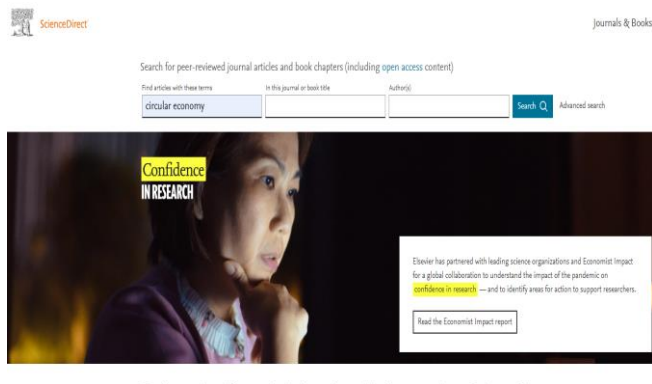 ScienceDirect
Journals & Books
Search for peer-reviewed journal articles and book chapters (including open access content)
Find articles with these terms
In this journal or book title
Author(s)
circular economy
Search
Advanced search
Confidence
IN RESEARCH
Elsevier has partnered with leading science organizations and Economist Impact
for a global collaboration to understand the impact of the pandemic on
confidence in research — and to identify areas for action to support researchers.
Read the Economist Impact report